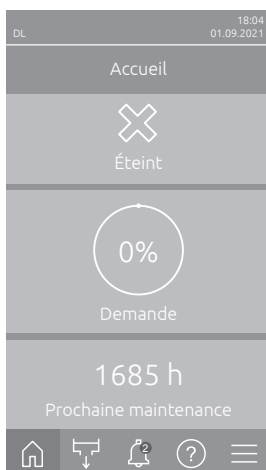 18:04
DL 01.09.2021
Accueil
Éteint
0%
Demande
1685 h
Prochaine maintenance
2
?